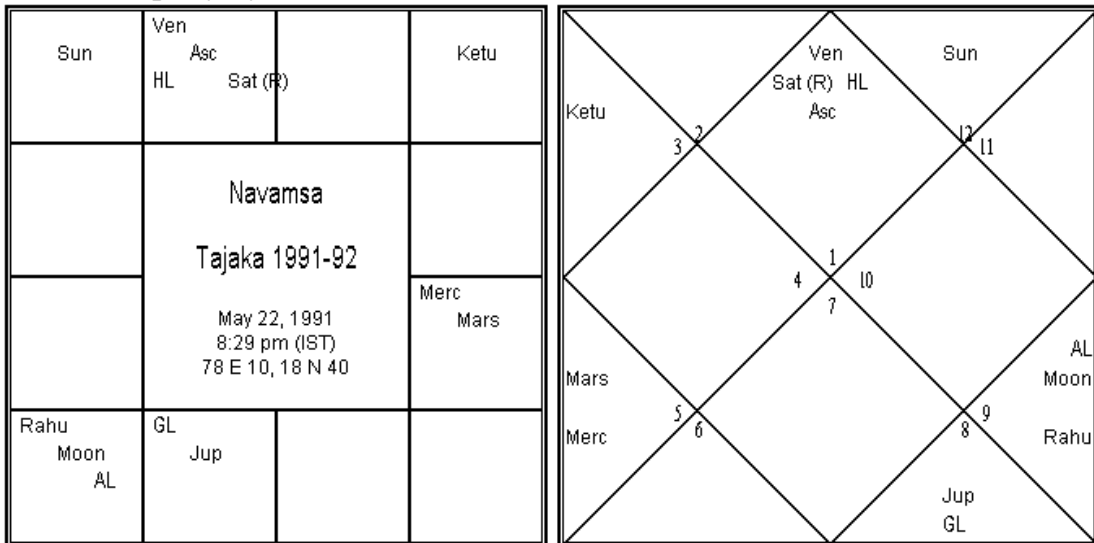 Sun
Ven
Asc
HL Sat (R)
Ketu
Navamsa
Tajaka 1991-92
May 22, 1991
8:29 pm (IST)
78 E 10, 18 N 40
Merc
Mars
Rahu
Moon
AL
GL
Jup
Ven
Sat (R) HL
Asc
Sun
Ketu
2
3
12
11
1
4
10
7
Mars
Merc
5
6
9
8
AL
Moon
Rahu
Jup
GL